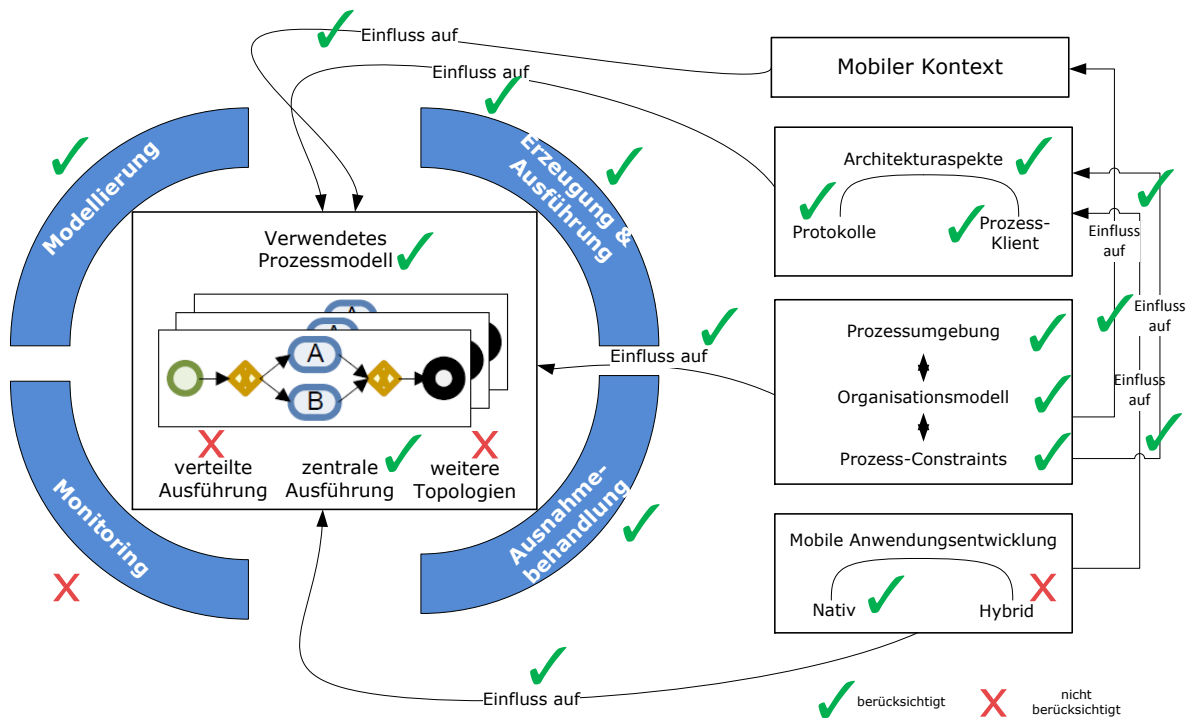 Einfluss auf
Einfluss auf
Mobiler Kontext
Modellierung
Erzeugung &
Ausführung
Architekturaspekte
Protokolle
Prozess-
Klient
Einfluss
auf
Verwendetes
Prozessmodell
A
A
A
B
verteilte
Ausführung
zentrale
Ausführung
weitere
Topologien
Einfluss auf
Prozessumgebung
Organisationsmodell
Prozess-Constraints
Einfluss
auf
Einfluss
auf
Monitoring
Ausnahme-
behandlung
Mobile Anwendungsentwicklung
Nativ
Hybrid
Einfluss auf
berücksichtigt
nicht
berücksichtigt